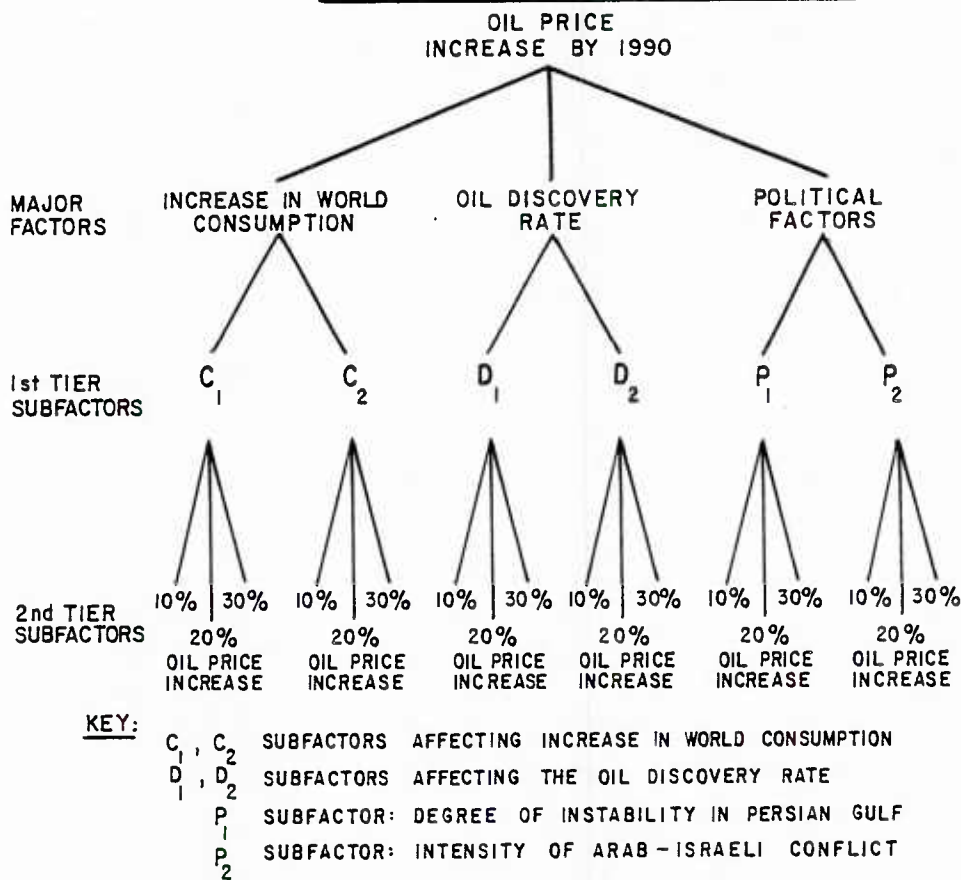 OIL PRICE
INCREASE BY 1990
MAJOR
FACTORS
INCREASE IN WORLD
CONSUMPTION
OIL DISCOVERY
RATE
POLITICAL
FACTORS
1st TIER
SUBFACTORS
C₁ C₂ D₁ D₂ P₁ P₂
2nd TIER
SUBFACTORS
10% 30% 10% 30% 10% 30% 10% 30% 10% 30% 10% 30%
20% 20% 20% 20% 20% 20%
OIL PRICE OIL PRICE OIL PRICE OIL PRICE OIL PRICE OIL PRICE
INCREASE INCREASE INCREASE INCREASE INCREASE INCREASE
KEY:
C₁, C₂ SUBFACTORS AFFECTING INCREASE IN WORLD CONSUMPTION
D₁, D₂ SUBFACTORS AFFECTING THE OIL DISCOVERY RATE
P₁ SUBFACTOR: DEGREE OF INSTABILITY IN PERSIAN GULF
P₂ SUBFACTOR: INTENSITY OF ARAB-ISRAELI CONFLICT